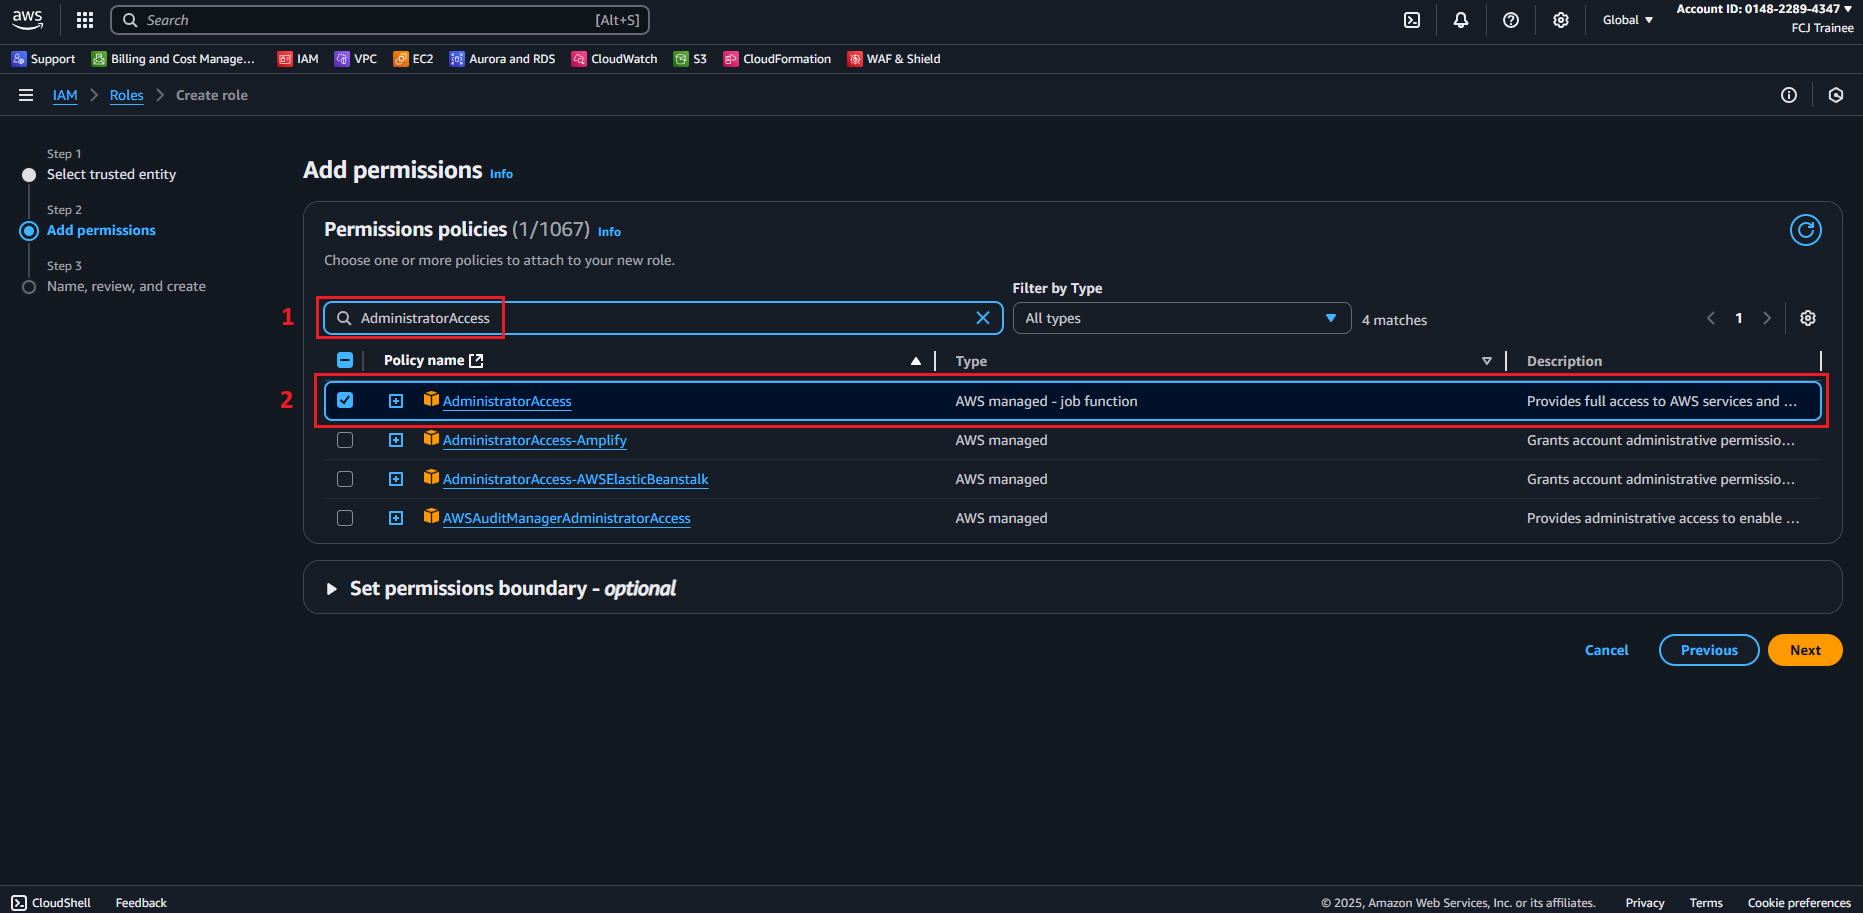 aws
Search
[Alt+S]
Global
Account ID: 0148-2289-4347
FCJ Trainee
Support
Billing and Cost Manage...
IAM
VPC
EC2
Aurora and RDS
CloudWatch
S3
CloudFormation
WAF & Shield
IAM
Roles
Create role
Step 1
Select trusted entity
Step 2
Add permissions
Step 3
Name, review, and create
Add permissions Info
Permissions policies (1/1067) Info
Choose one or more policies to attach to your new role.
Filter by Type
1
AdministratorAccess
All types
4 matches
1
Policy name
Type
Description
2
AdministratorAccess
AWS managed - job function
Provides full access to AWS services and ...
AdministratorAccess-Amplify
AWS managed
Grants account administrative permissio...
AdministratorAccess-AWSElasticBeanstalk
AWS managed
Grants account administrative permissio...
AWSAuditManagerAdministratorAccess
AWS managed
Provides administrative access to enable ...
Set permissions boundary - optional
Cancel
Previous
Next
CloudShell
Feedback
© 2025, Amazon Web Services, Inc. or its affiliates.
Privacy
Terms
Cookie preferences